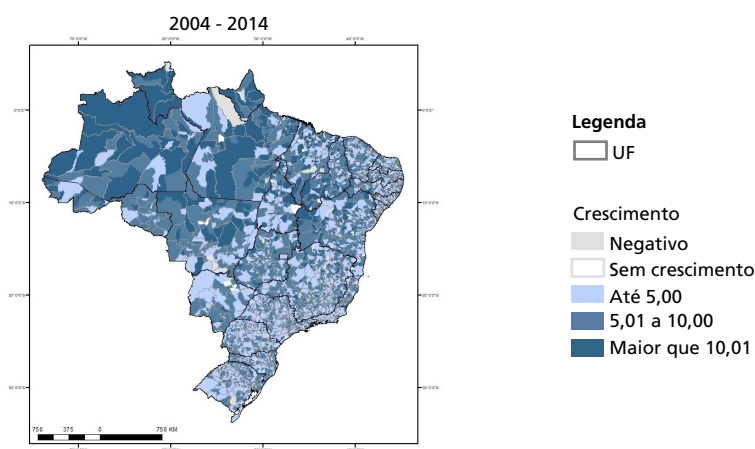 2004 - 2014
Legenda
UF
Crescimento
Negativo
Sem crescimento
Até 5,00
5,01 a 10,00
Maior que 10,01
750 375 0 750 KM